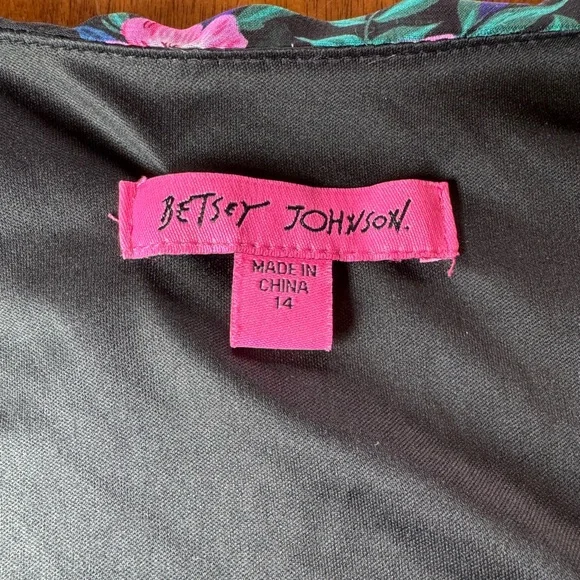 BETSEY JOHNSON.
MADE IN
CHINA
14